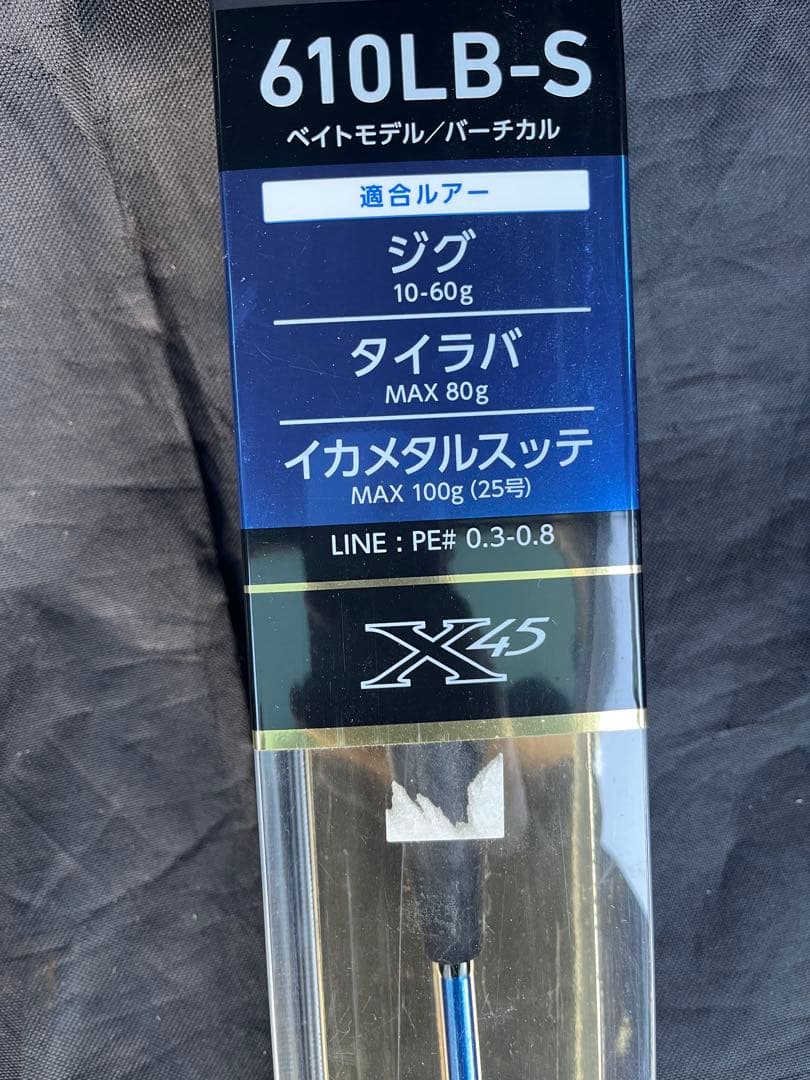 610LB-S
ベイトモデル/バーチカル
適合ルアー
ジグ
10-60g
タイラバ
MAX 80g
イカメタルスッテ
MAX 100g (25号)
LINE : PE# 0.3-0.8
X45